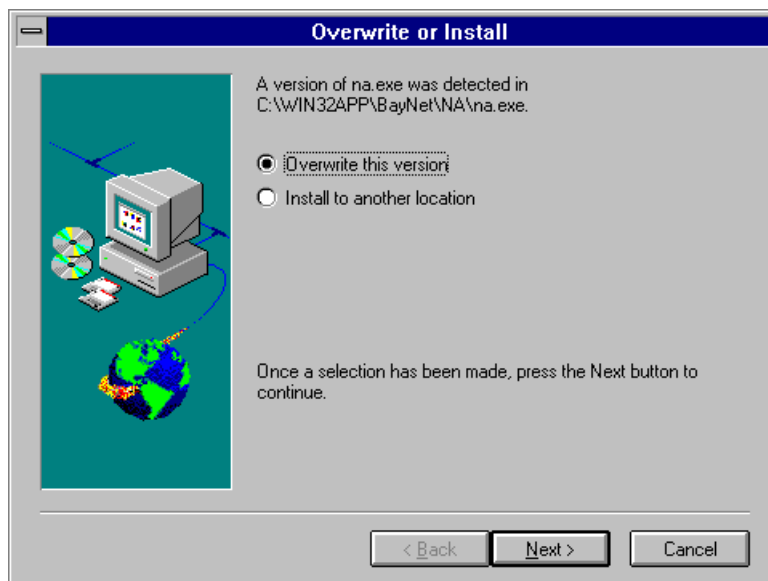 Overwrite or Install
A version of na.exe was detected in
C:\WIN32APP\BayNet\NA\na.exe.
Overwrite this version
Install to another location
Once a selection has been made, press the Next button to
continue.
< Back
Next >
Cancel